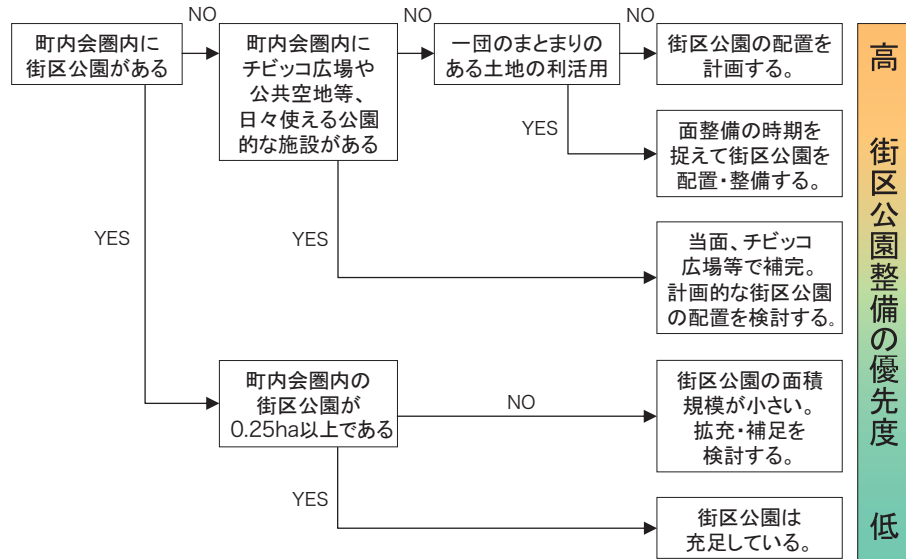 町内会圏内に
街区公園がある
NO
町内会圏内に
チビッコ広場や
公共空地等、
日々使える公園
的な施設がある
NO
一団のまとまりの
ある土地の利活用
NO
街区公園の配置を
計画する。
YES
面整備の時期を
捉えて街区公園を
配置・整備する。
YES
YES
当面、チビッコ
広場等で補完。
計画的な街区公園
の配置を検討する。
町内会圏内の
街区公園が
0.25ha以上である
NO
街区公園の面積
規模が小さい。
拡充・補足を
検討する。
YES
街区公園は
充足している。
高 街区公園整備の優先度 低